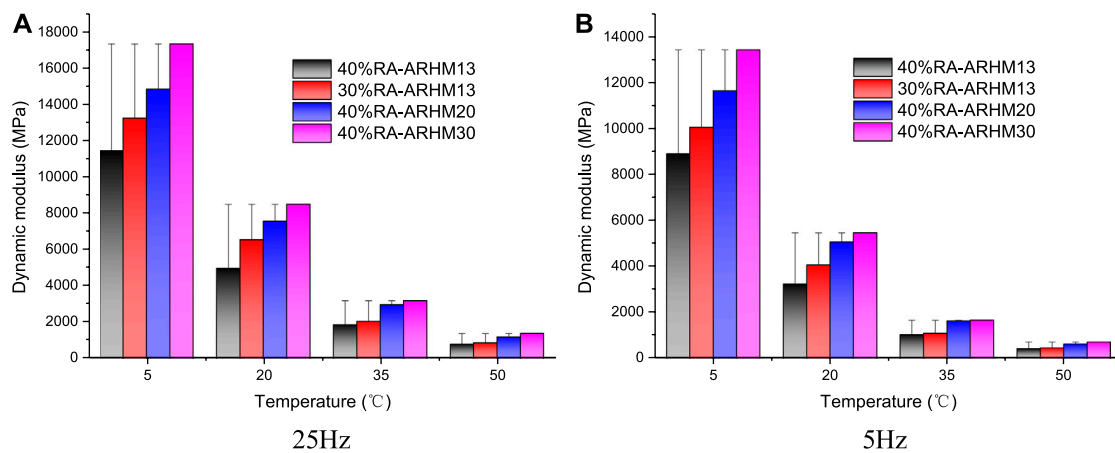 A
Dynamic modulus (MPa)
18000
16000
14000
12000
10000
8000
6000
4000
2000
0
40%RA-ARHM13
30%RA-ARHM13
40%RA-ARHM20
40%RA-ARHM30
5
20
35
50
Temperature (℃)
25Hz
B
Dynamic modulus (MPa)
14000
12000
10000
8000
6000
4000
2000
0
40%RA-ARHM13
30%RA-ARHM13
40%RA-ARHM20
40%RA-ARHM30
5
20
35
50
Temperature (℃)
5Hz